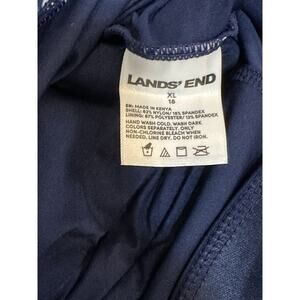 LANDS' END
XL
18
EM: MADE IN KENYA
SHELL: 82% NYLON/ 18% SPANDEX
LINING: 87% POLYESTER/ 13% SPANDEX
HAND WASH COLD. WASH DARK
COLORS SEPARATELY. ONLY
NON-CHLORINE BLEACH WHEN
NEEDED. LINE DRY. DO NOT IRON.